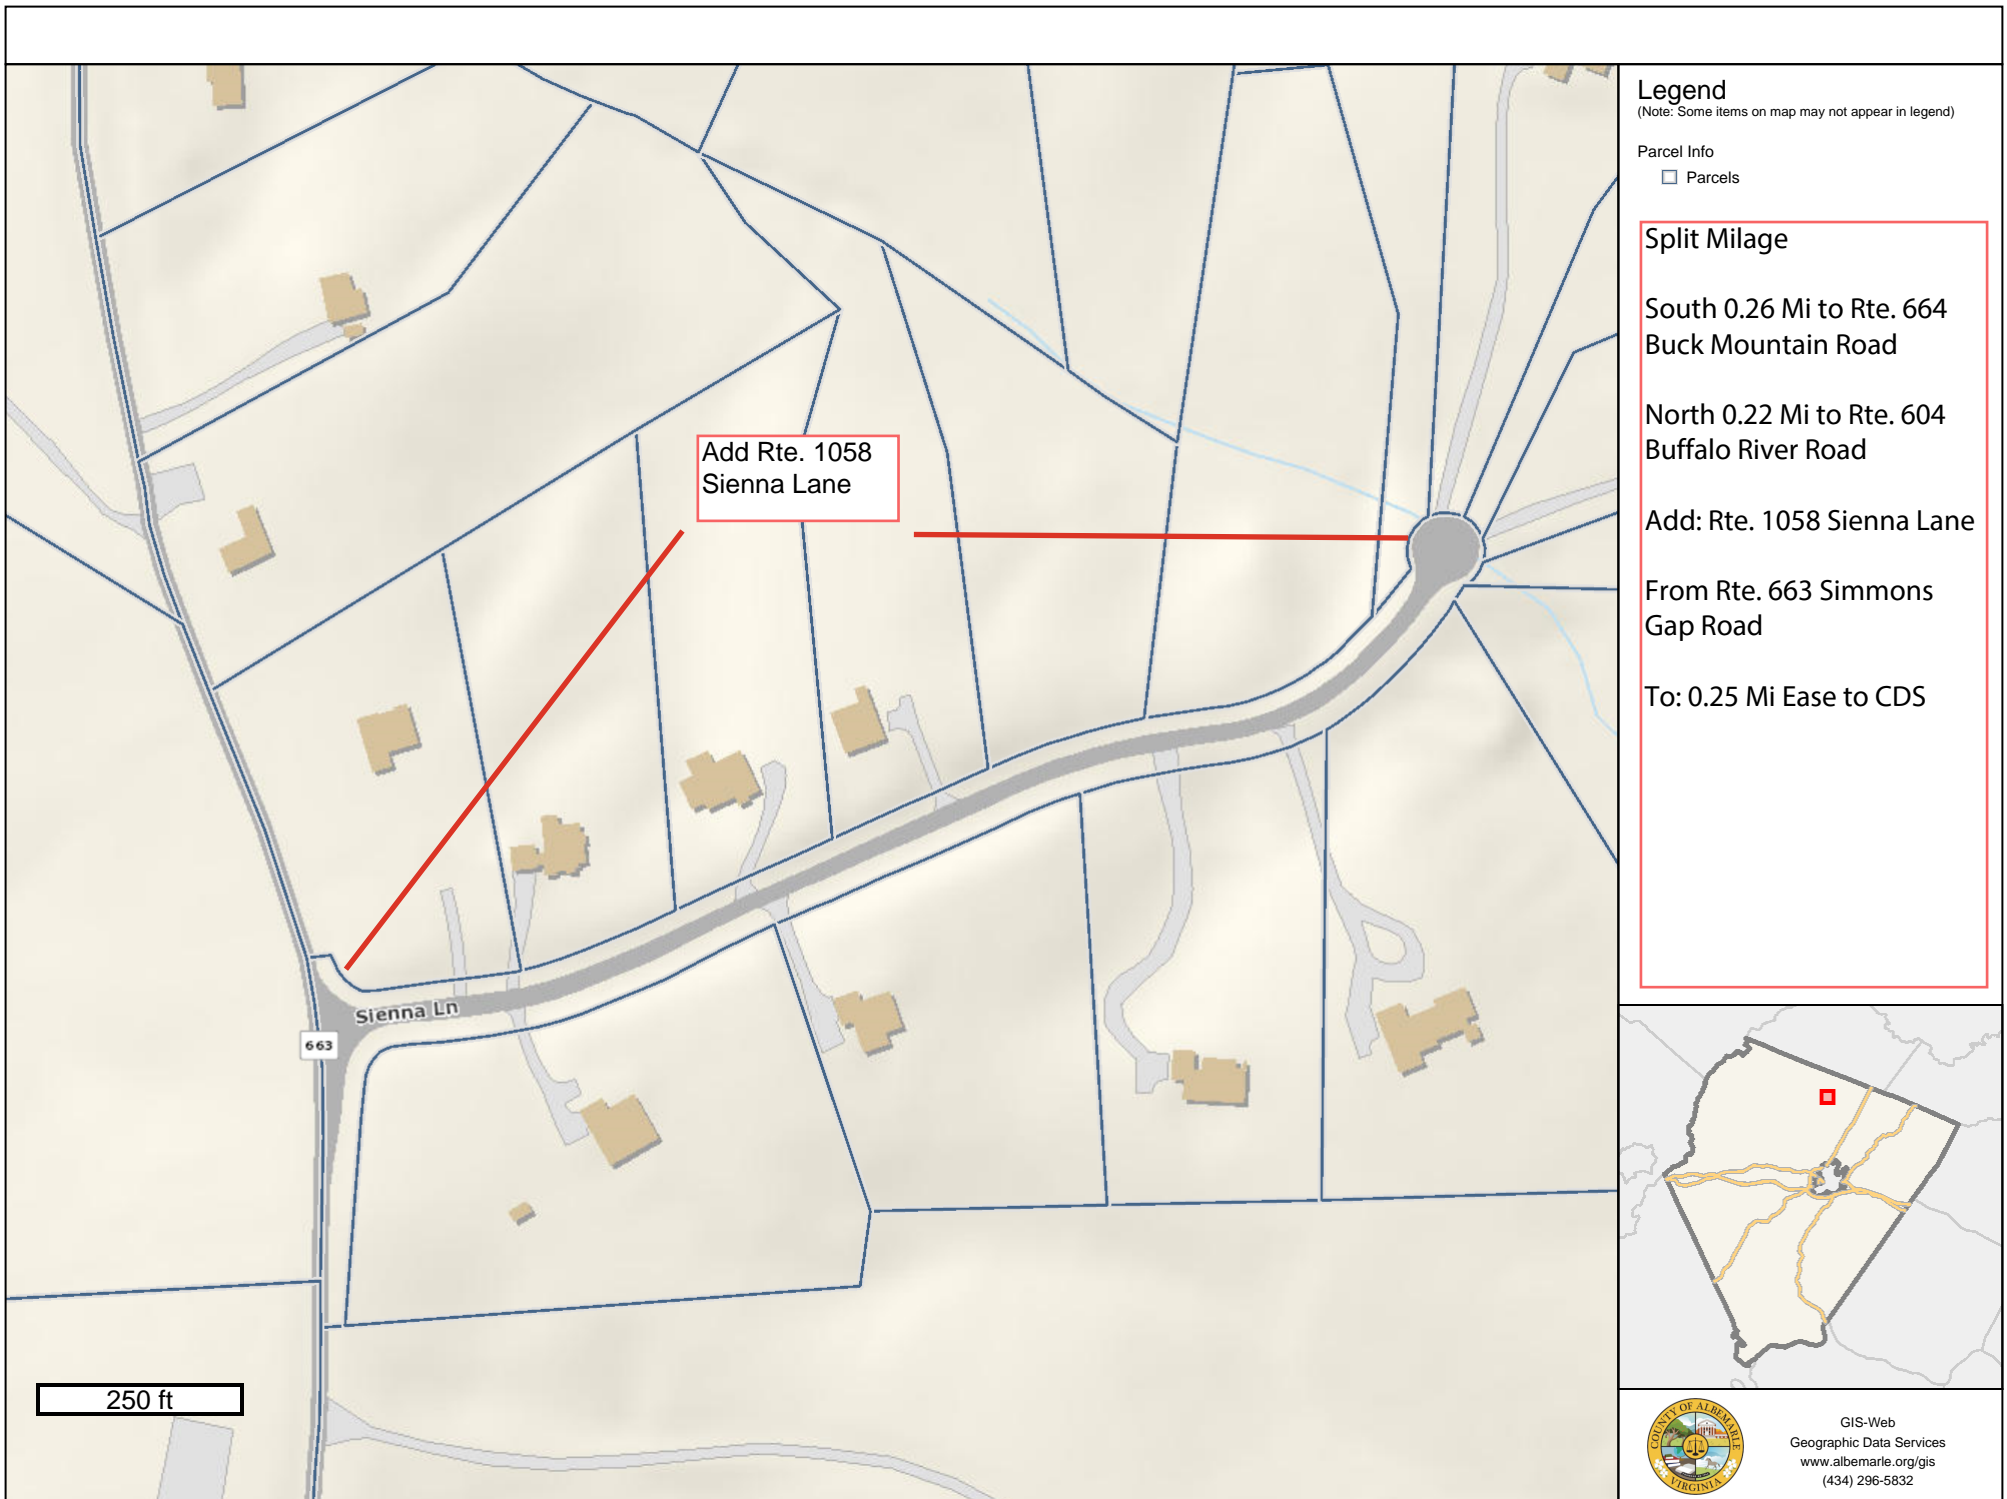 Legend
(Note: Some items on map may not appear in legend)
Parcel Info
Parcels
Split Milage
South 0.26 Mi to Rte. 664
Buck Mountain Road
North 0.22 Mi to Rte. 604
Buffalo River Road
Add: Rte. 1058 Sienna Lane
From Rte. 663 Simmons
Gap Road
To: 0.25 Mi Ease to CDS
Add Rte. 1058
Sienna Lane
Sienna Ln
663
250 ft
COUNTY OF ALBEMARLE
VIRGINIA
GIS-Web
Geographic Data Services
www.albemarle.org/gis
(434) 296-5832